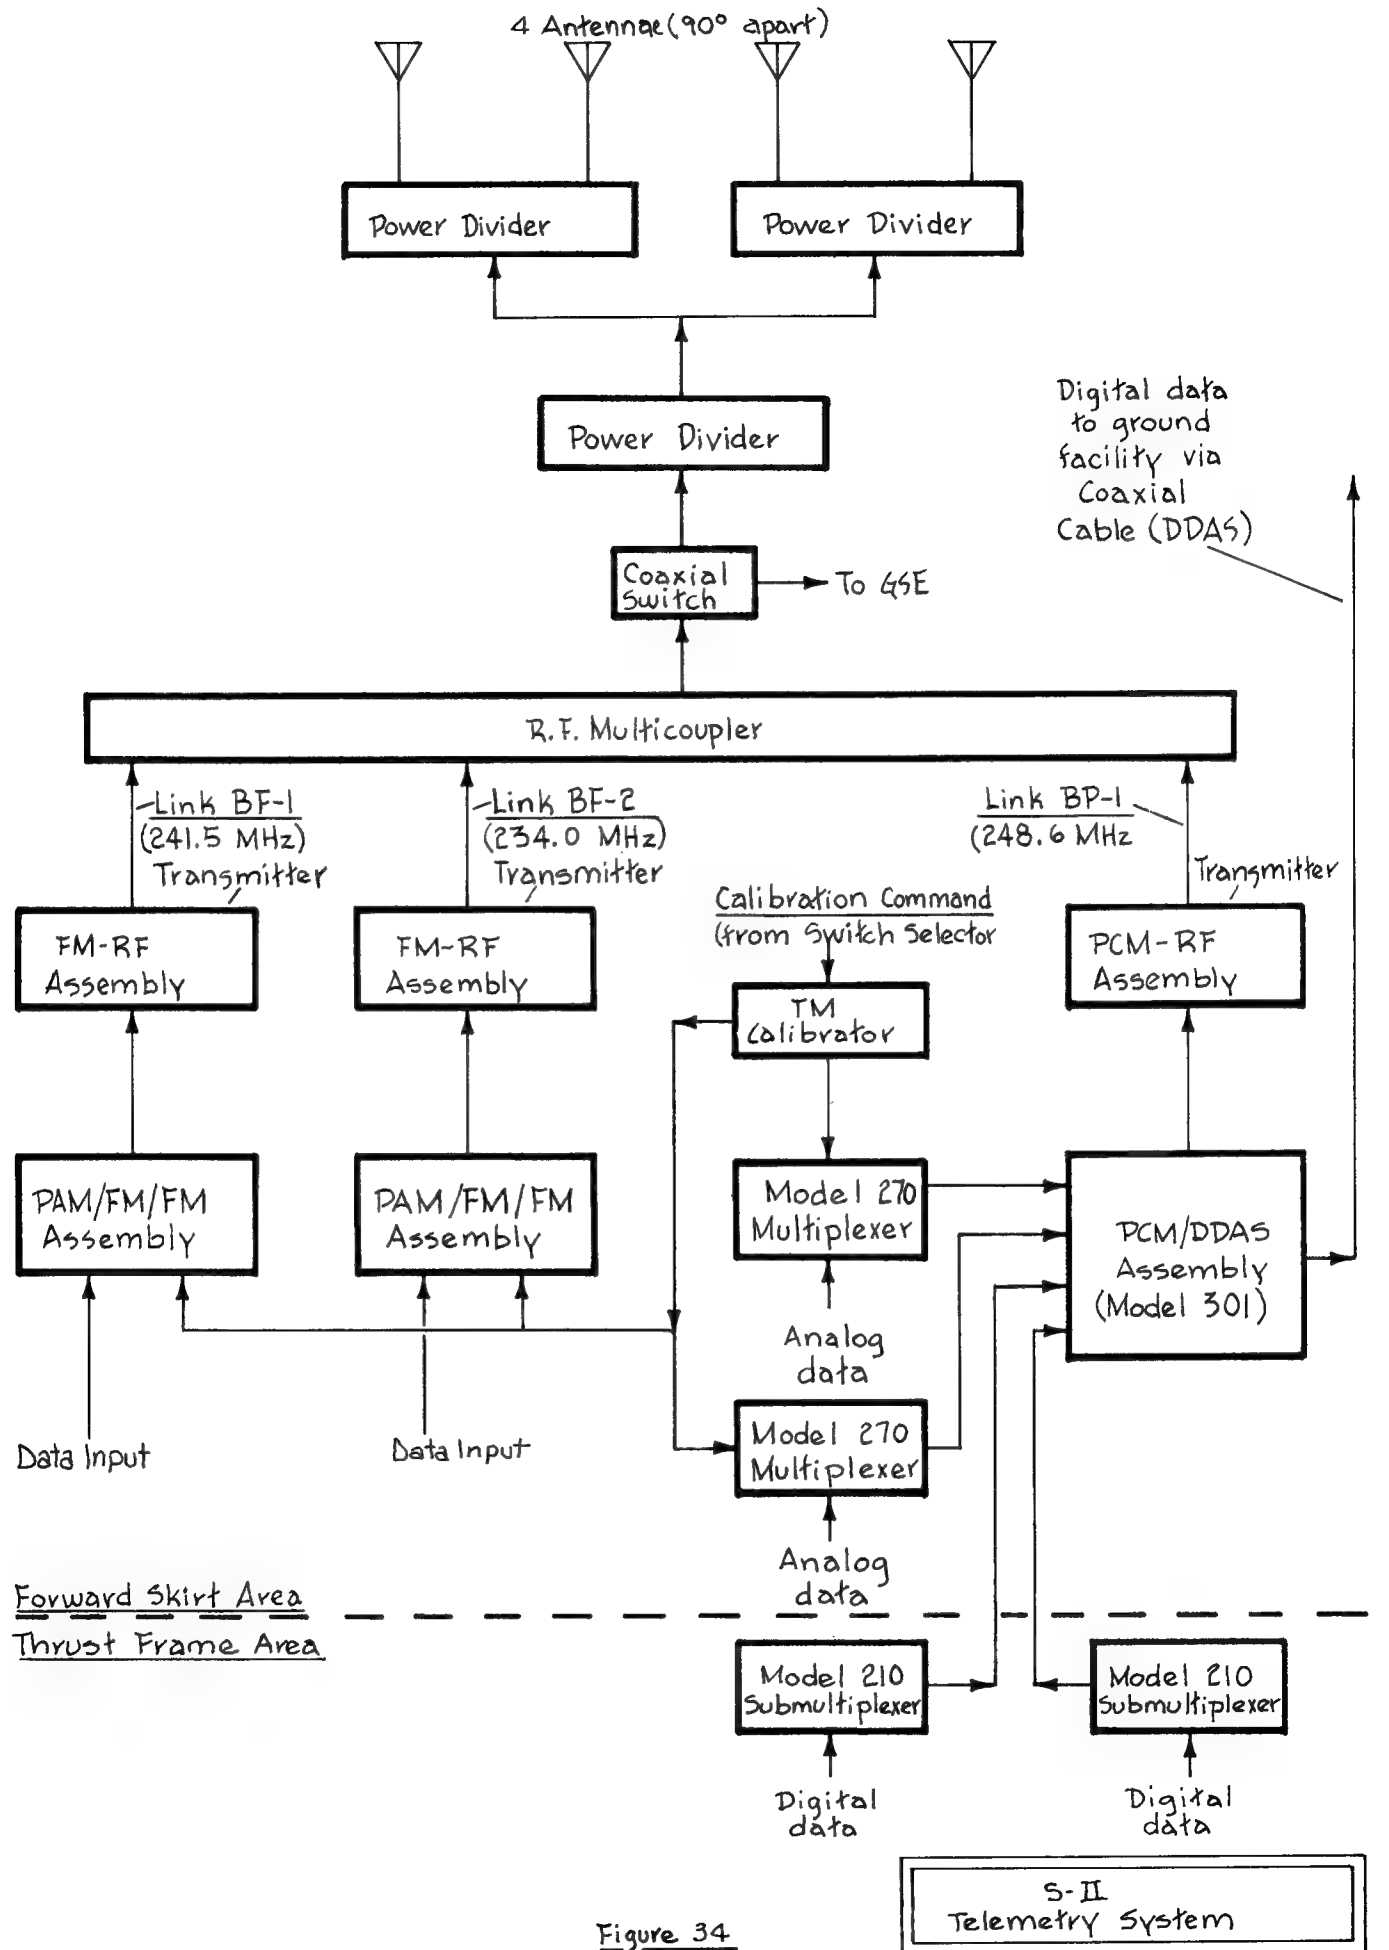 4 Antennae (90° apart)
Power Divider
Power Divider
Power Divider
Digital data
to ground
facility via
Coaxial
Cable (DDAS)
Coaxial
Switch
To GSE
R.F. Multicoupler
Link BF-1
(241.5 MHz)
Transmitter
Link BF-2
(234.0 MHz)
Transmitter
Link BP-1
(248.6 MHz
Transmitter
Calibration Command
(from Switch Selector
FM-RF
Assembly
FM-RF
Assembly
TM
Calibrator
PCM-RF
Assembly
PAM/FM/FM
Assembly
PAM/FM/FM
Assembly
Model 270
Multiplexer
PCM/DDAS
Assembly
(Model 301)
Analog
data
Data Input
Data Input
Model 270
Multiplexer
Analog
data
Forward Skirt Area
Thrust Frame Area
Model 210
Submultiplexer
Model 210
Submultiplexer
Digital
data
Digital
data
S-II
Telemetry System
Figure 34